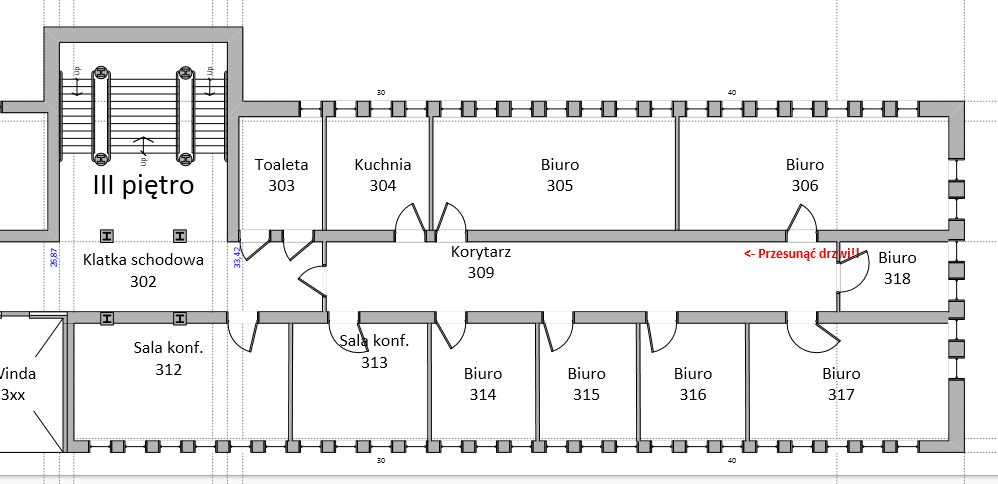 30
40
Up
Up
Up
III piętro
Toaleta
303
Kuchnia
304
Biuro
305
Biuro
306
26,87
33,42
Klatka schodowa
302
Korytarz
309
<- Przesunąć drzwi!!
Biuro
318
Winda
3xx
Sala konf.
312
Sala konf.
313
Biuro
314
Biuro
315
Biuro
316
Biuro
317
30
40